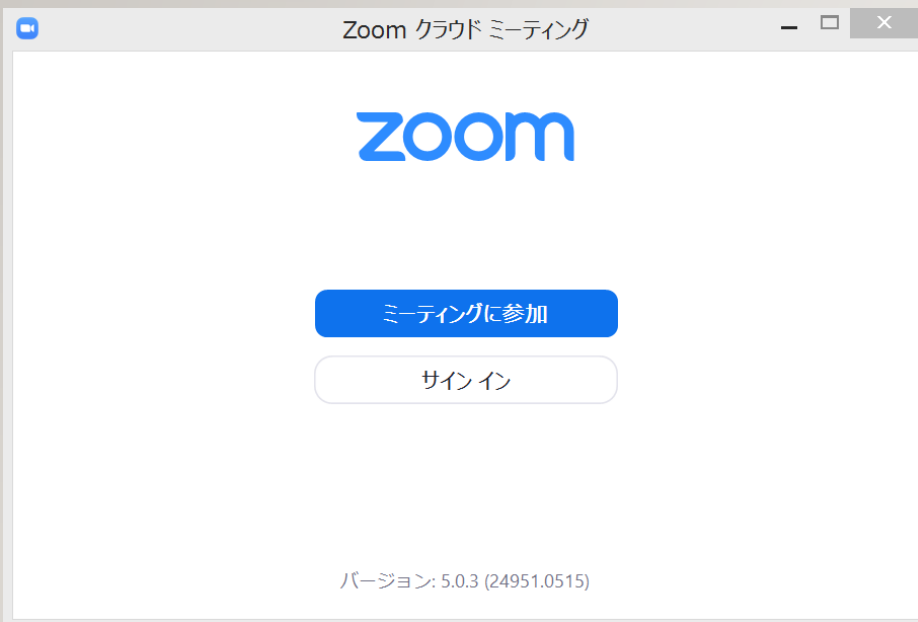 Zoom クラウド ミーティング
zoom
ミーティングに参加
サイン イン
バージョン: 5.0.3 (24951.0515)